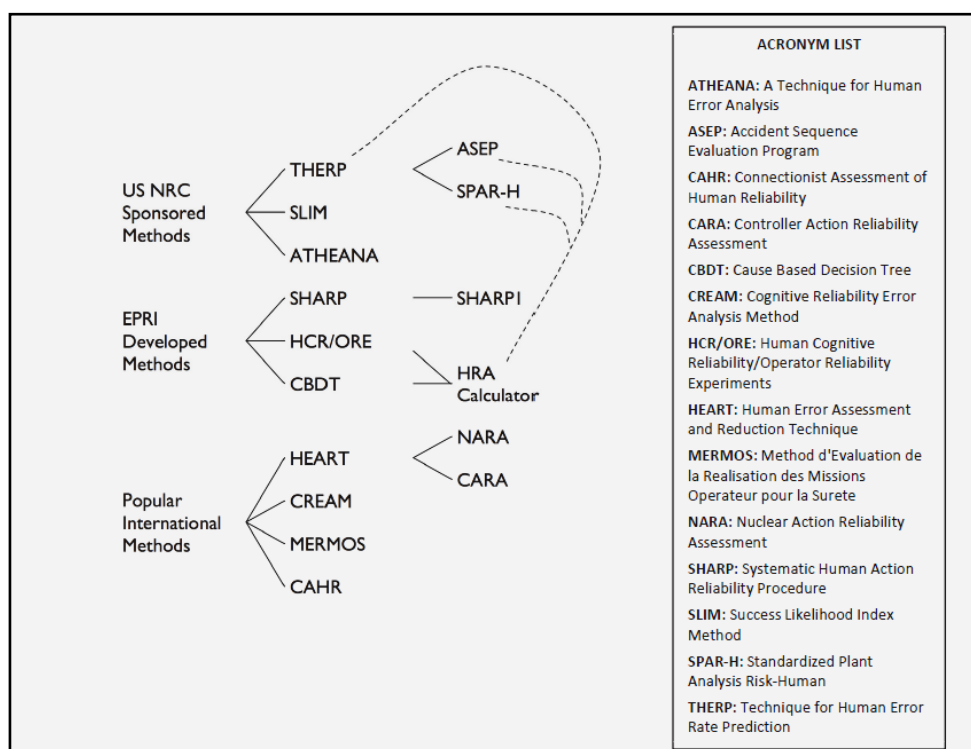 US NRC
Sponsored
Methods
THERP
SLIM
ATHEANA
ASEP
SPAR-H
EPRI
Developed
Methods
SHARP
HCR/ORE
CBDT
SHARP1
HRA
Calculator
Popular
International
Methods
HEART
CREAM
MERMOS
CAHR
NARA
CARA
ACRONYM LIST
ATHEANA: A Technique for Human
Error Analysis
ASEP: Accident Sequence
Evaluation Program
CAHR: Connectionist Assessment of
Human Reliability
CARA: Controller Action Reliability
Assessment
CBDT: Cause Based Decision Tree
CREAM: Cognitive Reliability Error
Analysis Method
HCR/ORE: Human Cognitive
Reliability/Operator Reliability
Experiments
HEART: Human Error Assessment
and Reduction Technique
MERMOS: Method d'Evaluation de
la Realisation des Missions
Operateur pour la Surete
NARA: Nuclear Action Reliability
Assessment
SHARP: Systematic Human Action
Reliability Procedure
SLIM: Success Likelihood Index
Method
SPAR-H: Standardized Plant
Analysis Risk-Human
THERP: Technique for Human Error
Rate Prediction